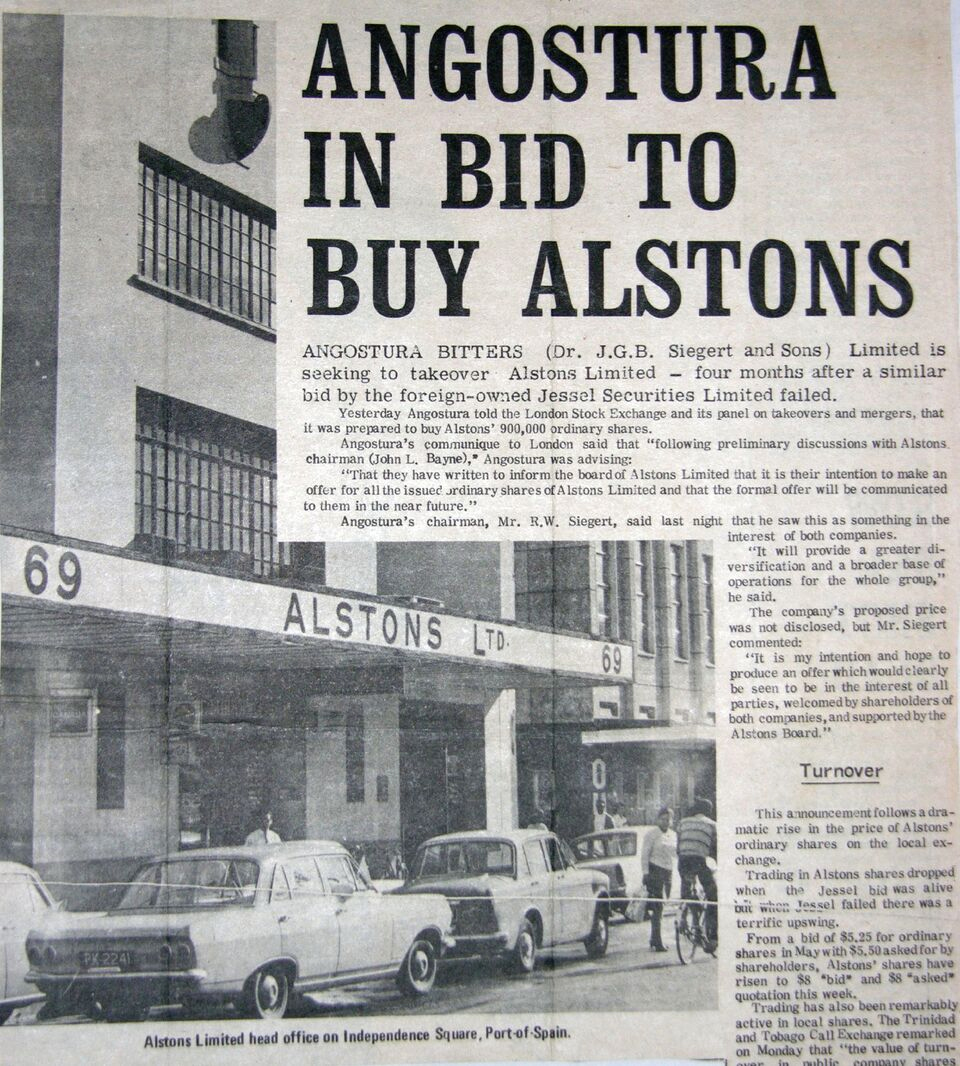 ANGOSTURA
IN BID TO
BUY ALSTONS
ANGOSTURA BITTERS (Dr. J.G.B. Siegert and Sons) Limited is
seeking to takeover Alstons Limited — four months after a similar
bid by the foreign-owned Jessel Securities Limited failed.
Yesterday Angostura told the London Stock Exchange and its panel on takeovers and mergers, that
it was prepared to buy Alstons' 900,000 ordinary shares.
Angostura's communique to London said that "following preliminary discussions with Alstons
chairman (John L. Bayne)," Angostura was advising:
"That they have written to inform the board of Alstons Limited that it is their intention to make an
offer for all the issued ordinary shares of Alstons Limited and that the formal offer will be communicated
to them in the near future."
Angostura's chairman, Mr. R.W. Siegert, said last night that he saw this as something in the
interest of both companies.
"It will provide a greater di-
versification and a broader base of
operations for the whole group,"
he said.
The company's proposed price
was not disclosed, but Mr. Siegert
commented:
"It is my intention and hope to
produce an offer which would clearly
be seen to be in the interest of all
parties, welcomed by shareholders of
both companies, and supported by the
Alstons Board."
Turnover
This announcement follows a dra-
matic rise in the price of Alstons'
ordinary shares on the local ex-
change.
Trading in Alstons shares dropped
when the Jessel bid was alive
but when Jessel failed there was a
terrific upswing.
From a bid of $5.25 for ordinary
shares in May with $5.50 asked for by
shareholders, Alstons' shares have
risen to $8 "bid" and $8 "asked"
quotation this week.
Trading has also been remarkably
active in local shares. The Trinidad
and Tobago Call Exchange remarked
on Monday that "the value of turn-
over in public company shares
69
ALSTONS LTD.
69
PK-2241
Alstons Limited head office on Independence Square, Port-of-Spain.